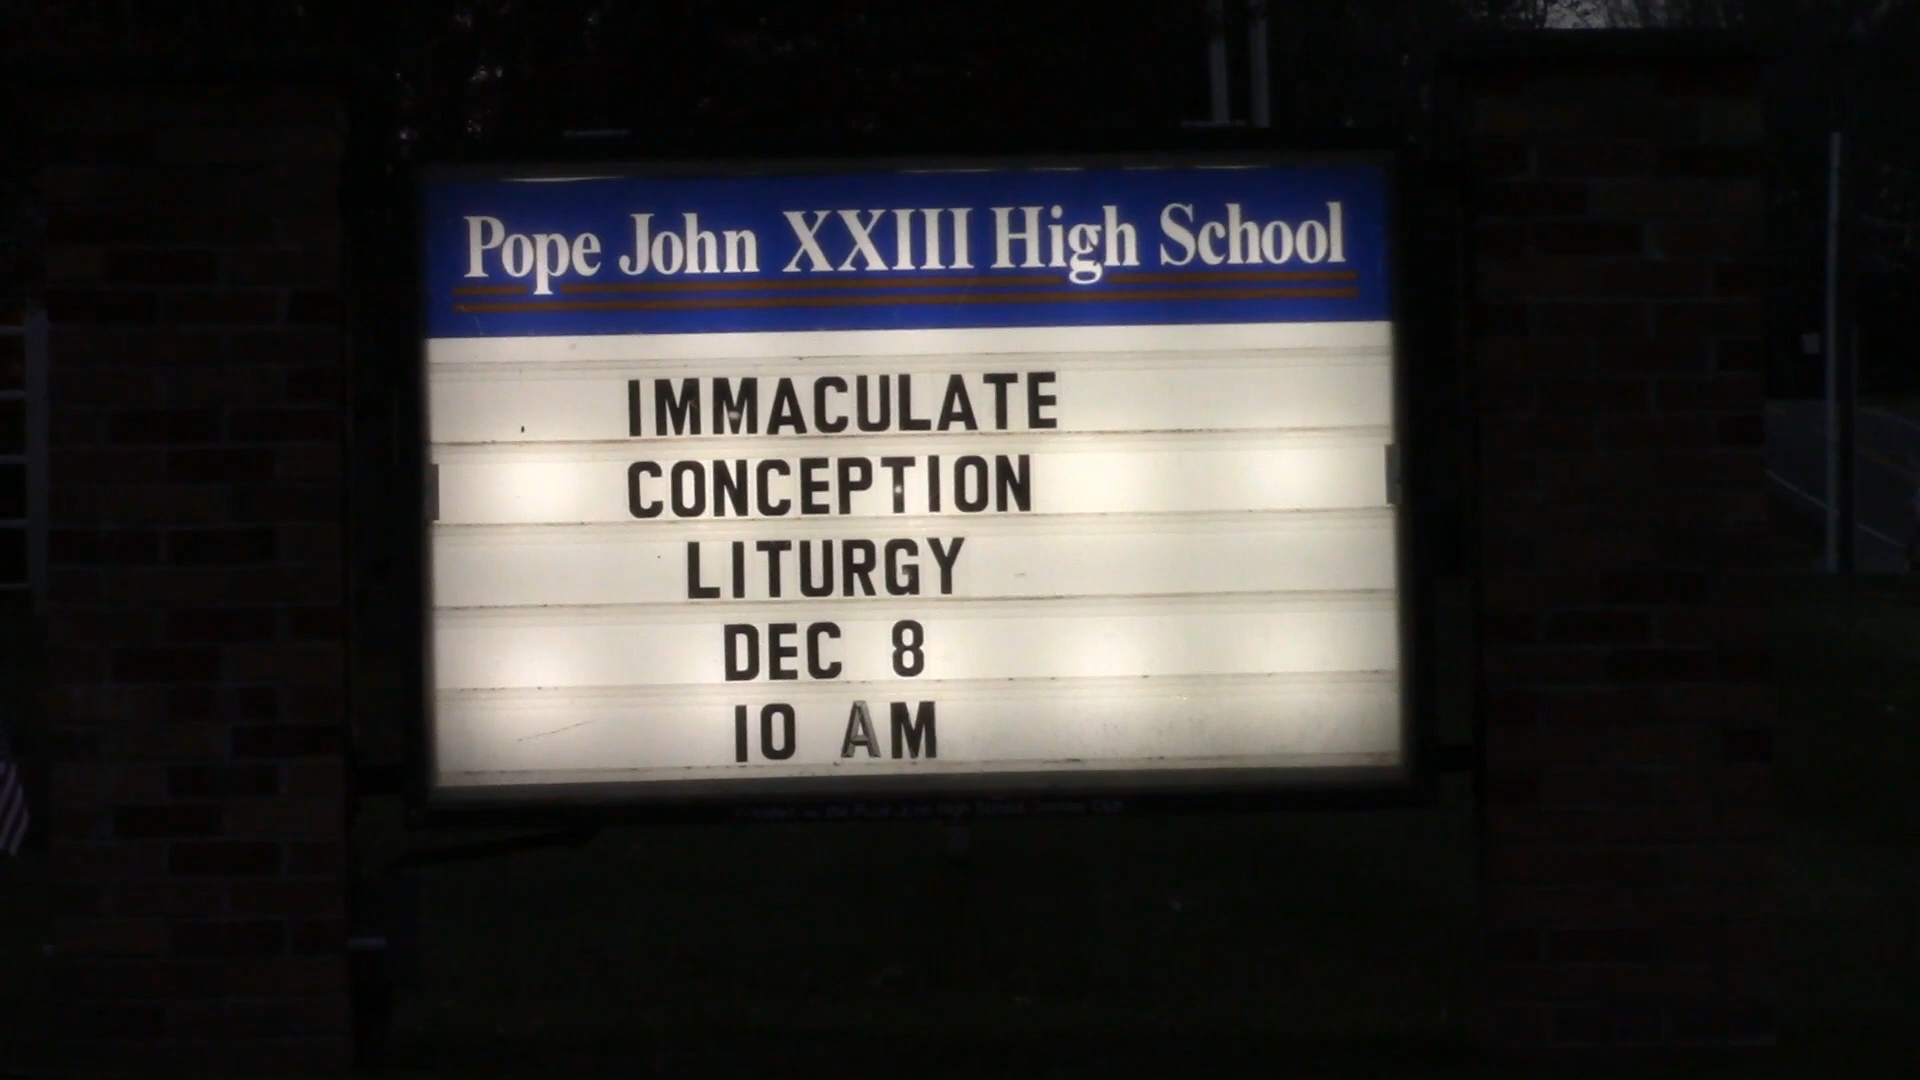 Pope John XXIII High School
IMMACULATE
CONCEPTION
LITURGY
DEC 8
10 AM